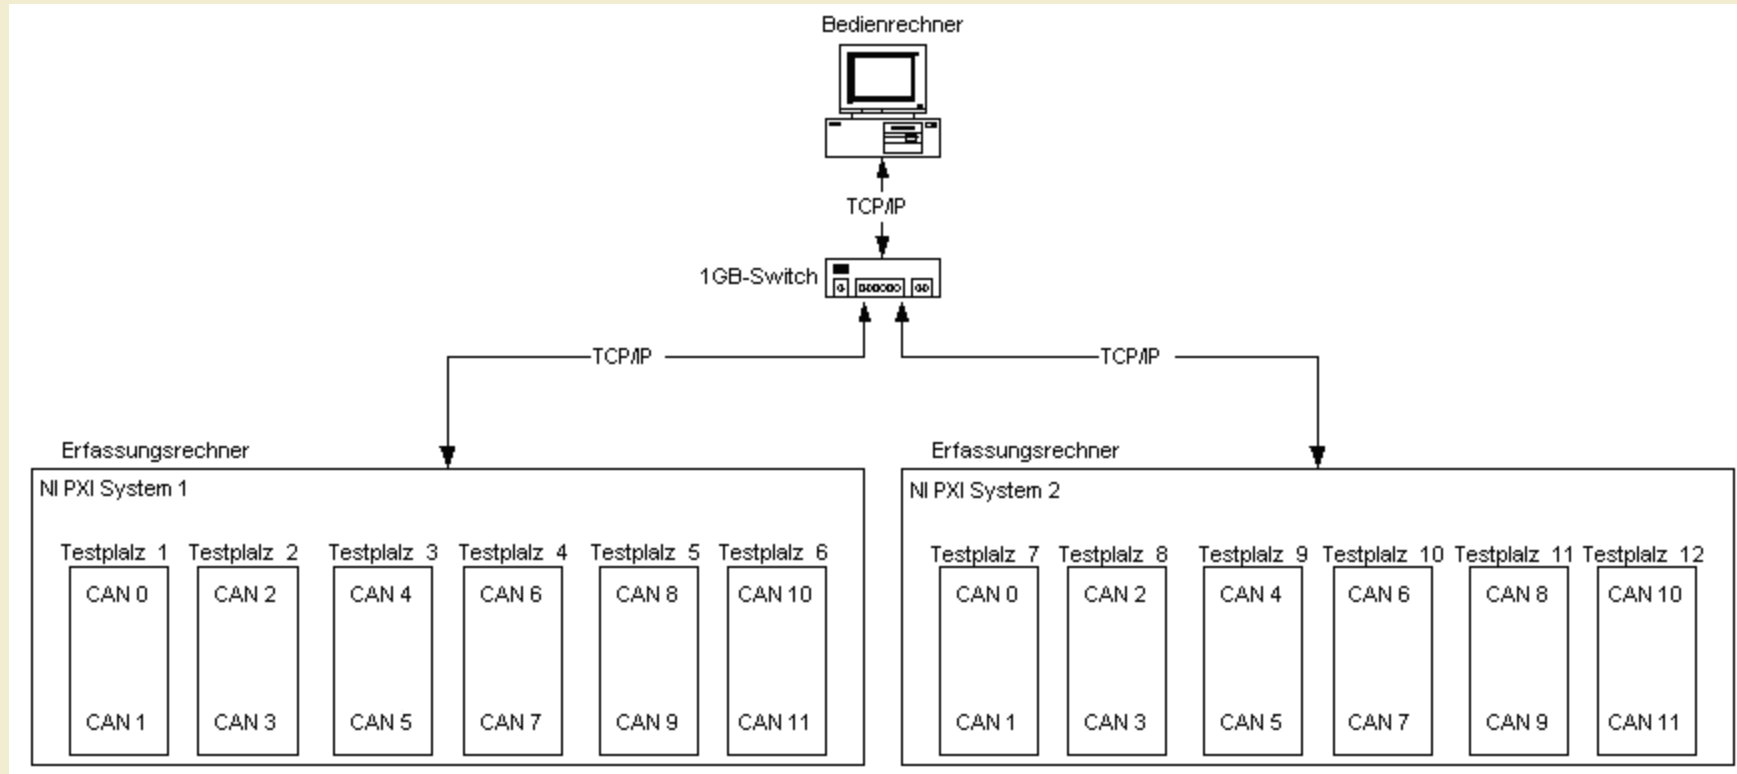 Bedienrechner
TCP/IP
1GB-Switch
TCP/IP
TCP/IP
Erfassungsrechner
Erfassungsrechner
NI PXI System 1
NI PXI System 2
Testplalz 1 Testplalz 2 Testplalz 3 Testplalz 4 Testplalz 5 Testplalz 6
CAN 0 CAN 2 CAN 4 CAN 6 CAN 8 CAN 10
CAN 1 CAN 3 CAN 5 CAN 7 CAN 9 CAN 11
Testplalz 7 Testplalz 8 Testplalz 9 Testplalz 10 Testplalz 11 Testplalz 12
CAN 0 CAN 2 CAN 4 CAN 6 CAN 8 CAN 10
CAN 1 CAN 3 CAN 5 CAN 7 CAN 9 CAN 11